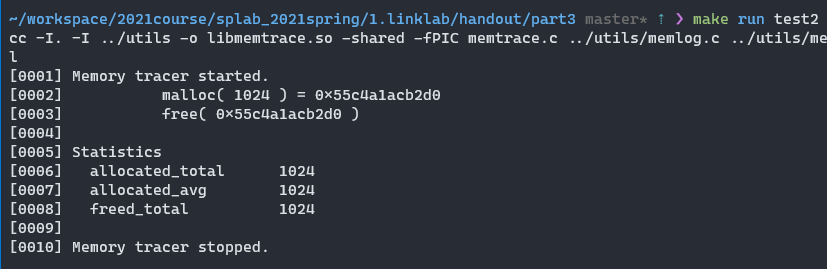 ~/workspace/2021course/splab_2021spring/1.linklab/handout/part3 master* ↑ ❯ make run test2
cc -I. -I ../utils -o libmemtrace.so -shared -fPIC memtrace.c ../utils/memlog.c ../utils/me
l
[0001] Memory tracer started.
[0002]           malloc( 1024 ) = 0x55c4a1acb2d0
[0003]           free( 0x55c4a1acb2d0 )
[0004]
[0005] Statistics
[0006]   allocated_total      1024
[0007]   allocated_avg        1024
[0008]   freed_total          1024
[0009]
[0010] Memory tracer stopped.